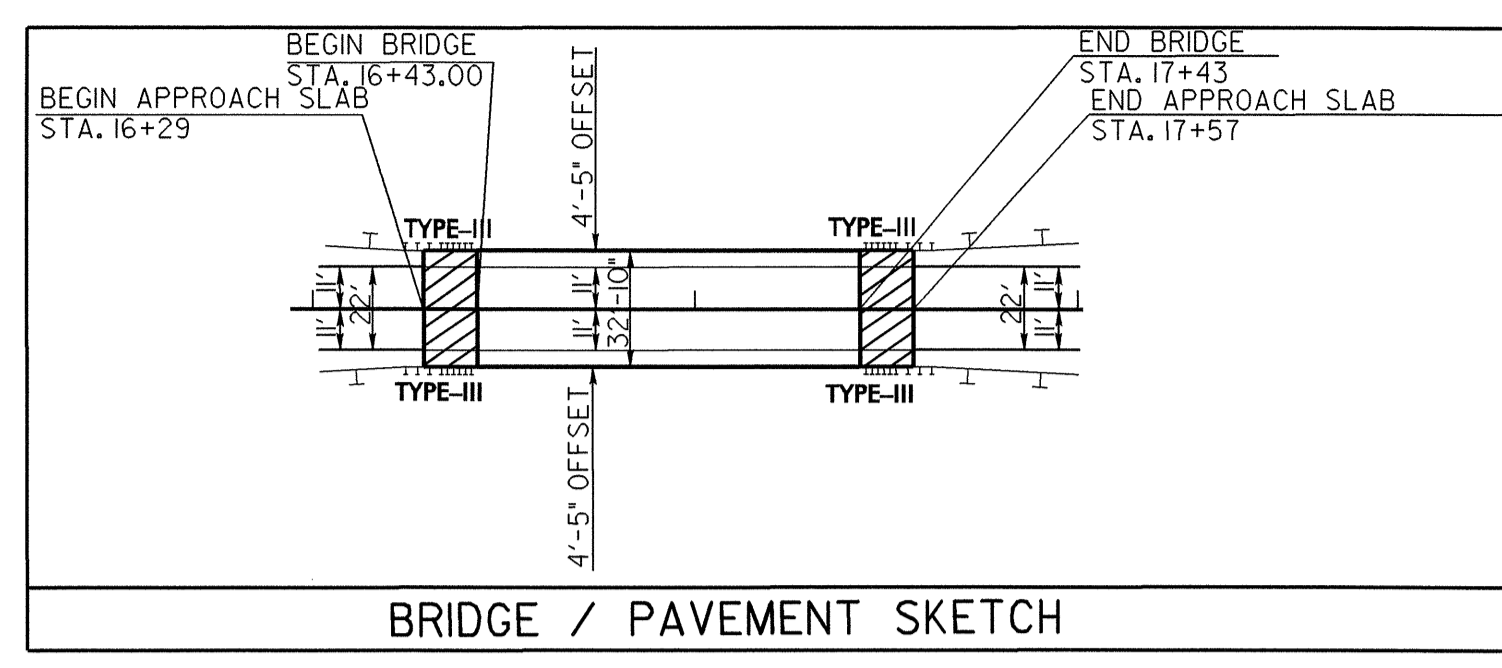 BEGIN BRIDGE
STA. 16+43.00
BEGIN APPROACH SLAB
STA. 16+29
END BRIDGE
STA. 17+43
END APPROACH SLAB
STA. 17+57
4'-5" OFFSET
TYPE-III
TYPE-III
11'
22'
11'
11'
11'
32'-10"
22'
11'
11'
TYPE-III
TYPE-III
4'-5" OFFSET
BRIDGE / PAVEMENT SKETCH